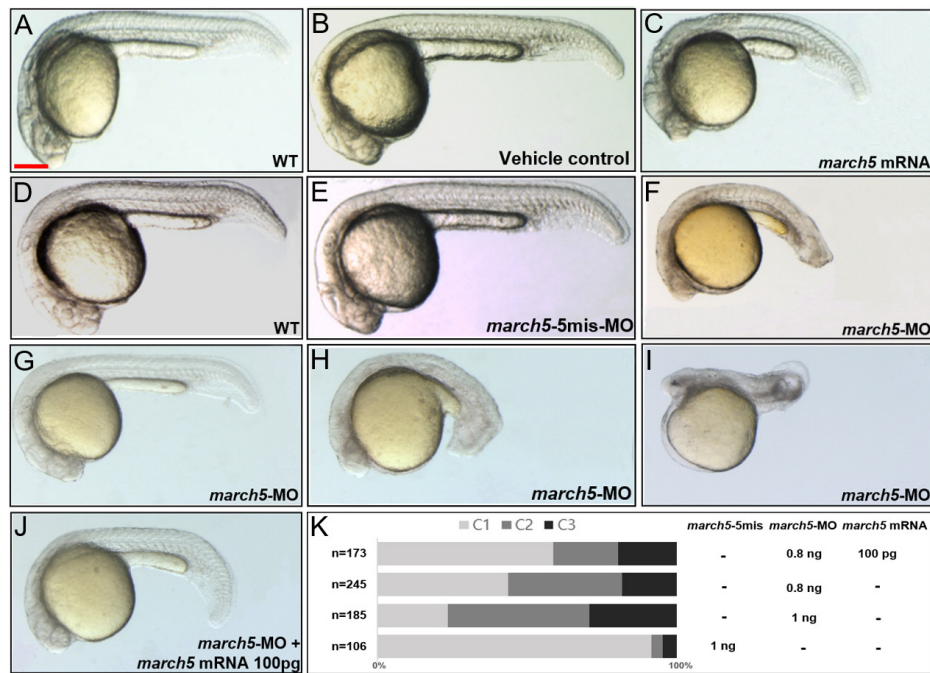 A
WT
B
Vehicle control
C
march5 mRNA
D
WT
E
march5-5mis-MO
F
march5-MO
G
march5-MO
H
march5-MO
I
march5-MO
J
march5-MO +
march5 mRNA 100pg
K
C1 C2 C3
march5-5mis march5-MO march5 mRNA
n=173 - 0.8 ng 100 pg
n=245 - 0.8 ng -
n=185 - 1 ng -
n=106 1 ng - -
0% 100%